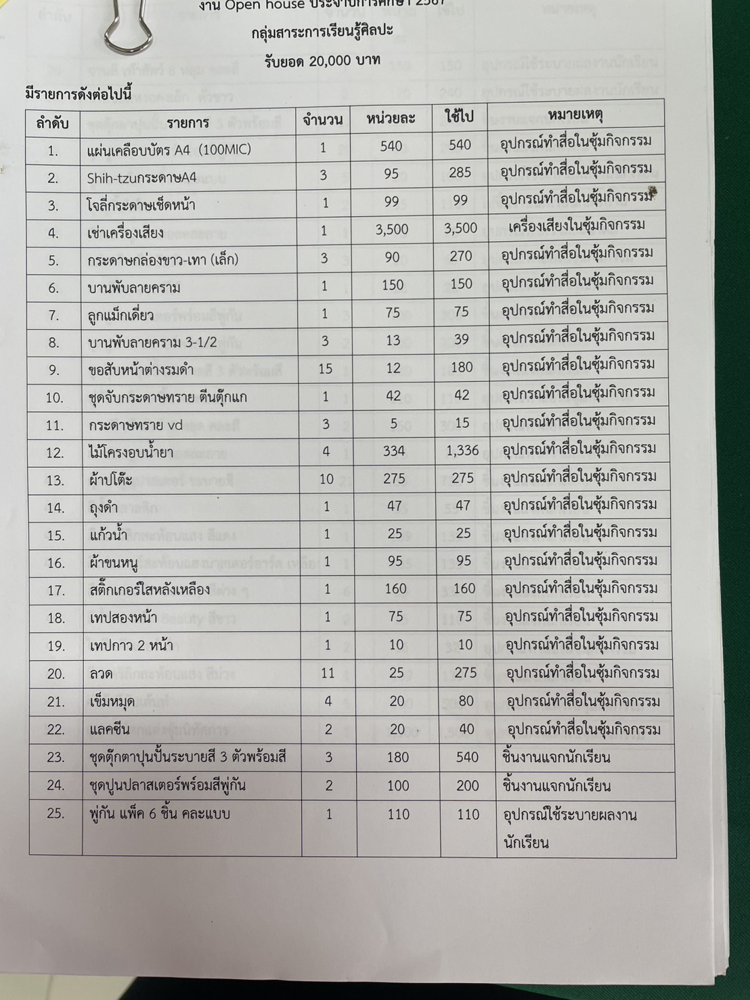 งาน Open house ประจำปีการศึกษา 2567
กลุ่มสาระการเรียนรู้ศิลปะ
รับยอด 20,000 บาท
มีรายการดังต่อไปนี้
ลำดับ รายการ จำนวน หน่วยละ ใช้ไป หมายเหตุ
1. แผ่นเคลือบบัตร A4 (100MIC) 1 540 540 อุปกรณ์ทำสื่อในซุ้มกิจกรรม
2. Shih-tzuกระดาษA4 3 95 285 อุปกรณ์ทำสื่อในซุ้มกิจกรรม
3. โจลี่กระดาษเช็ดหน้า 1 99 99 อุปกรณ์ทำสื่อในซุ้มกิจกรรม
4. เช่าเครื่องเสียง 1 3,500 3,500 เครื่องเสียงในซุ้มกิจกรรม
5. กระดาษกล่องขาว-เทา (เล็ก) 3 90 270 อุปกรณ์ทำสื่อในซุ้มกิจกรรม
6. บานพับลายคราม 1 150 150 อุปกรณ์ทำสื่อในซุ้มกิจกรรม
7. ลูกแม็กเดี่ยว 1 75 75 อุปกรณ์ทำสื่อในซุ้มกิจกรรม
8. บานพับลายคราม 3-1/2 3 13 39 อุปกรณ์ทำสื่อในซุ้มกิจกรรม
9. ขอสับหน้าต่างรมดำ 15 12 180 อุปกรณ์ทำสื่อในซุ้มกิจกรรม
10. ชุดจับกระดาษทราย ตีนตุ๊กแก 1 42 42 อุปกรณ์ทำสื่อในซุ้มกิจกรรม
11. กระดาษทราย vd 3 5 15 อุปกรณ์ทำสื่อในซุ้มกิจกรรม
12. ไม้โครงอบน้ำยา 4 334 1,336 อุปกรณ์ทำสื่อในซุ้มกิจกรรม
13. ผ้าปูโต๊ะ 10 275 275 อุปกรณ์ทำสื่อในซุ้มกิจกรรม
14. ถุงดำ 1 47 47 อุปกรณ์ทำสื่อในซุ้มกิจกรรม
15. แก้วน้ำ 1 25 25 อุปกรณ์ทำสื่อในซุ้มกิจกรรม
16. ผ้าขนหนู 1 95 95 อุปกรณ์ทำสื่อในซุ้มกิจกรรม
17. สติ๊กเกอร์ใสหลังเหลือง 1 160 160 อุปกรณ์ทำสื่อในซุ้มกิจกรรม
18. เทปสองหน้า 1 75 75 อุปกรณ์ทำสื่อในซุ้มกิจกรรม
19. เทปกาว 2 หน้า 1 10 10 อุปกรณ์ทำสื่อในซุ้มกิจกรรม
20. ลวด 11 25 275 อุปกรณ์ทำสื่อในซุ้มกิจกรรม
21. เข็มหมุด 4 20 80 อุปกรณ์ทำสื่อในซุ้มกิจกรรม
22. แลคซีน 2 20 40 อุปกรณ์ทำสื่อในซุ้มกิจกรรม
23. ชุดตุ๊กตาปูนปั้นระบายสี 3 ตัวพร้อมสี 3 180 540 ชิ้นงานแจกนักเรียน
24. ชุดปูนปลาสเตอร์พร้อมสีพู่กัน 2 100 200 ชิ้นงานแจกนักเรียน
25. พู่กัน แพ็ค 6 ชิ้น คละแบบ 1 110 110 อุปกรณ์ใช้ระบายผลงาน
นักเรียน